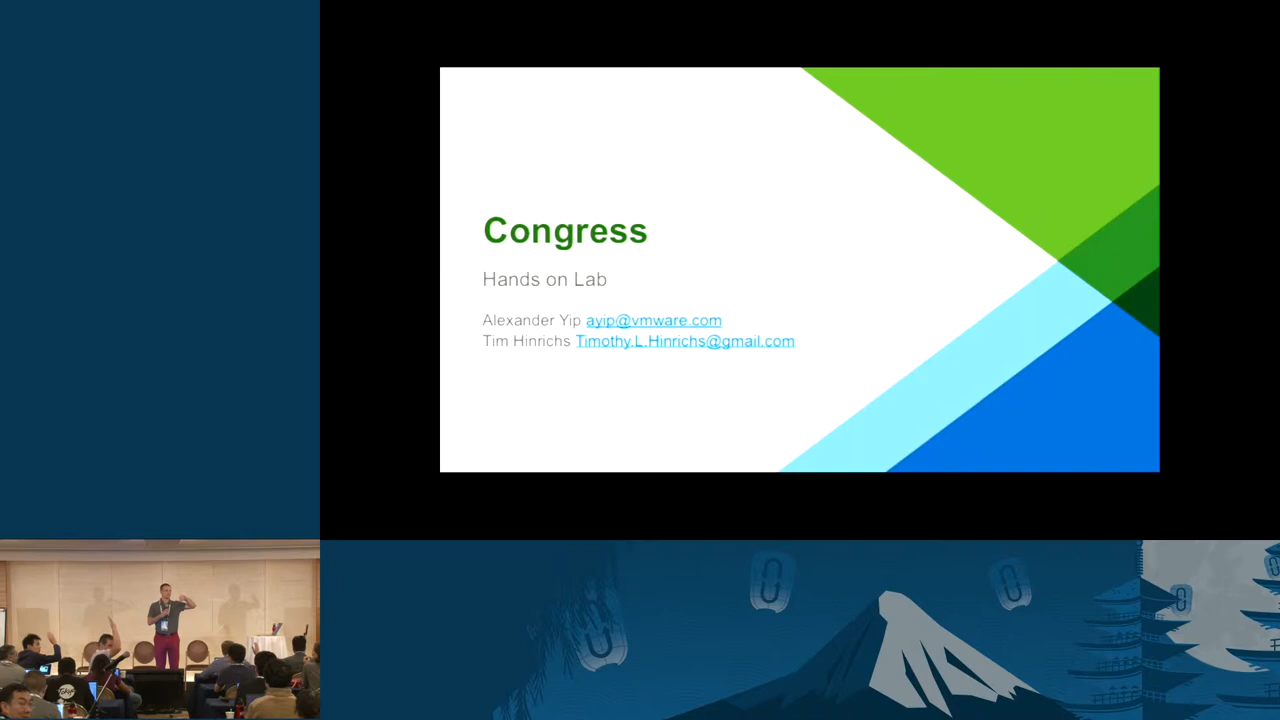 Congress
Hands on Lab
Alexander Yip ayip@vmware.com
Tim Hinrichs Timothy.L.Hinrichs@gmail.com